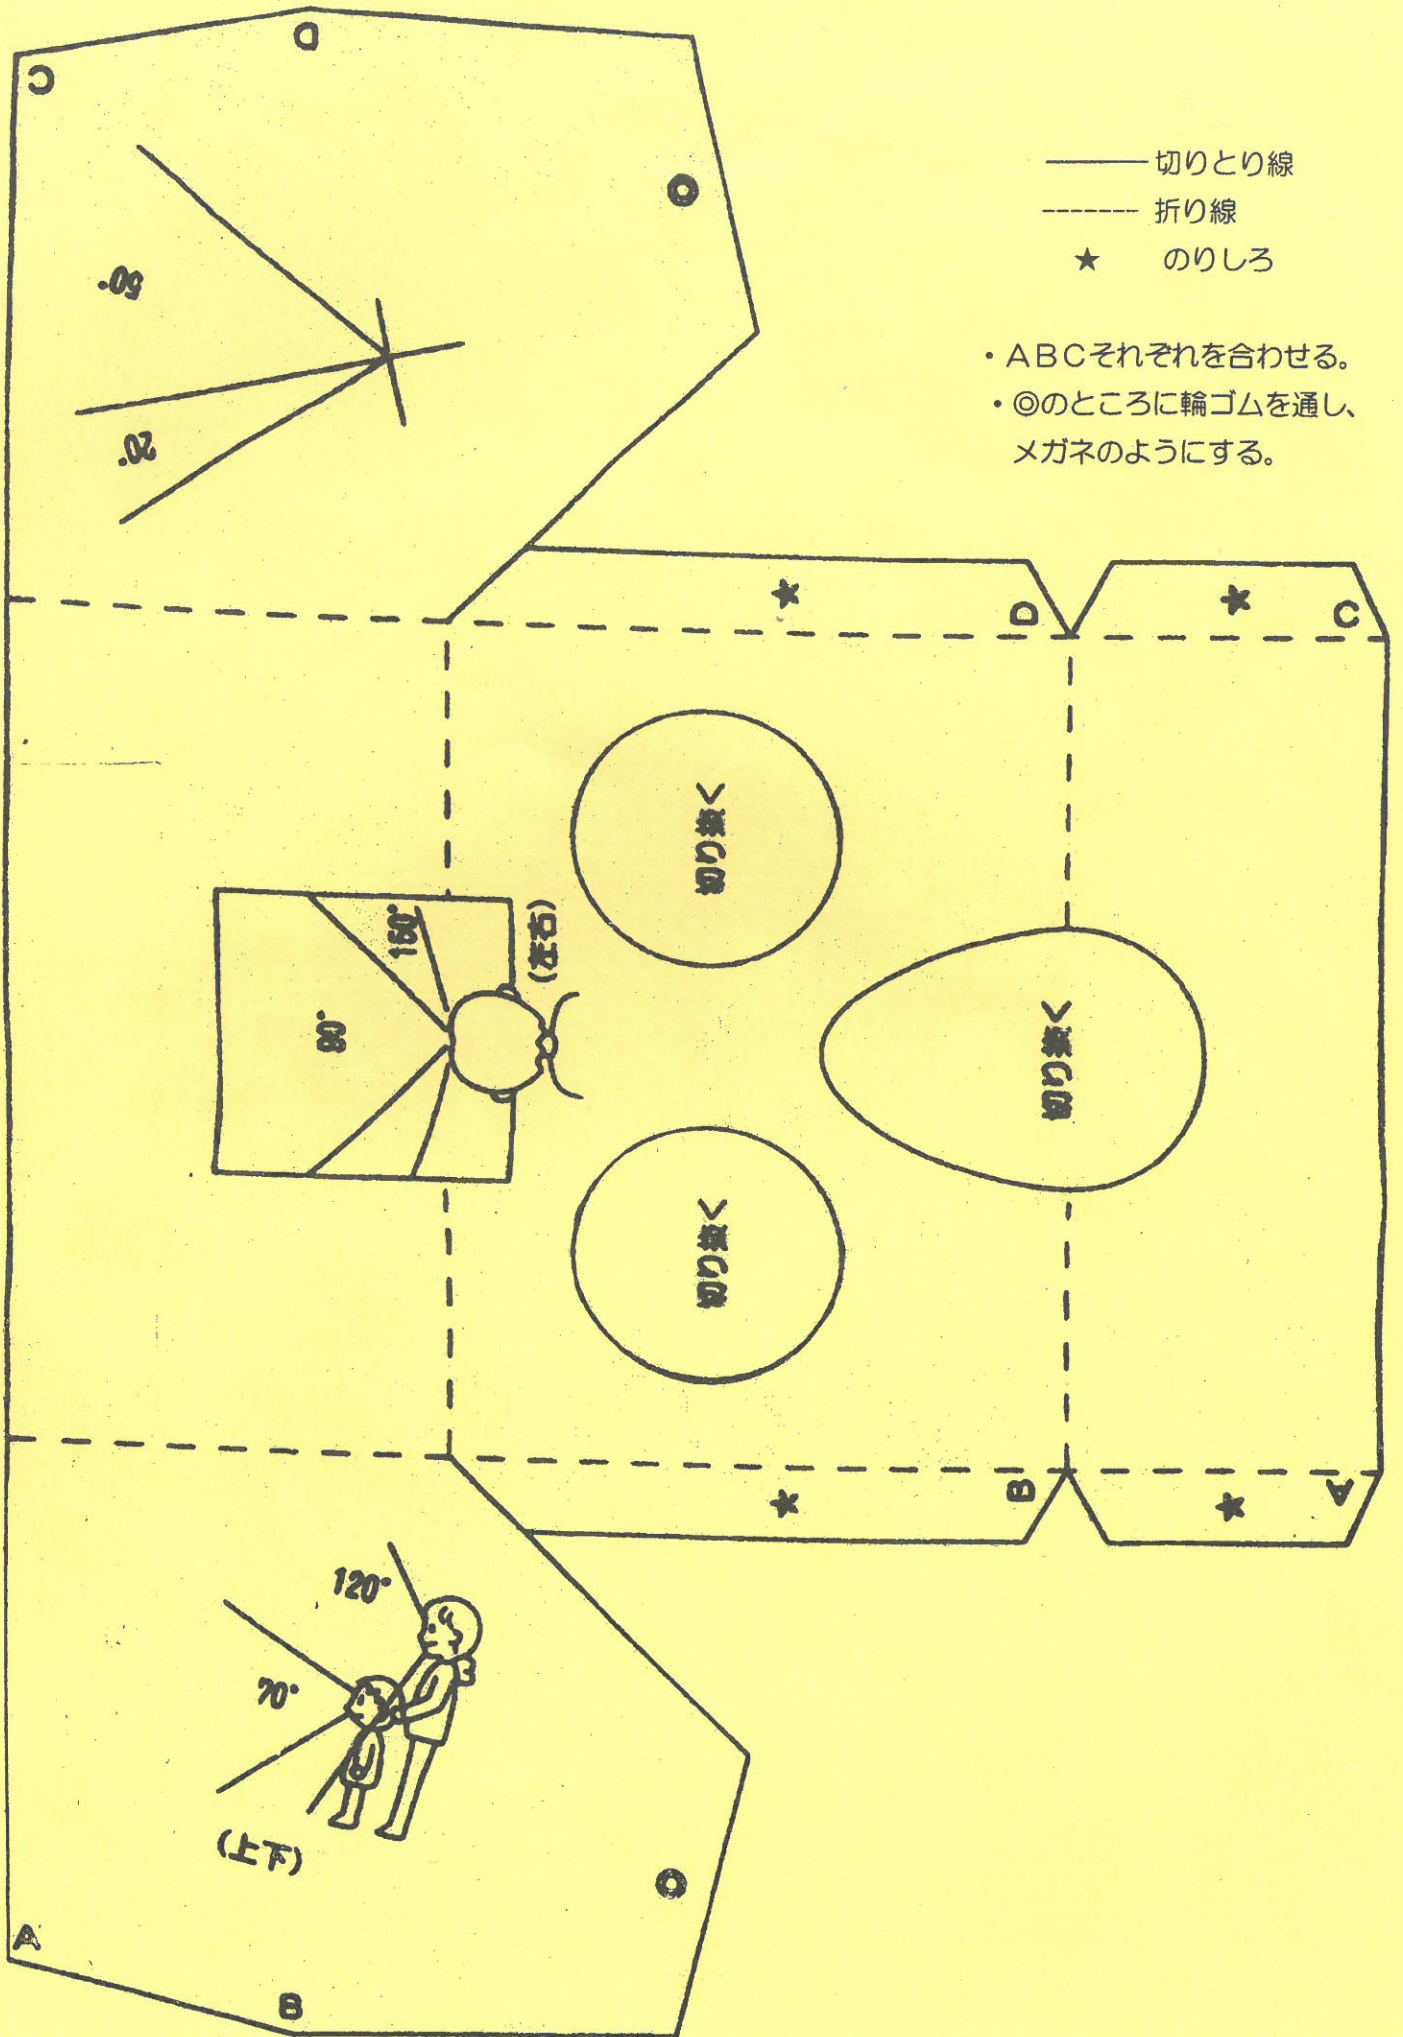 C
D
◎
50°
20°
切りとり線
折り線
★ のりしろ
・ABCそれぞれを合わせる。
・◎のところに輪ゴムを通し、
メガネのようにする。
★
D
★
C
切り抜く
160°
(左右)
80°
切り抜く
切り抜く
★
B
★
A
120°
70°
(上下)
◎
A
B